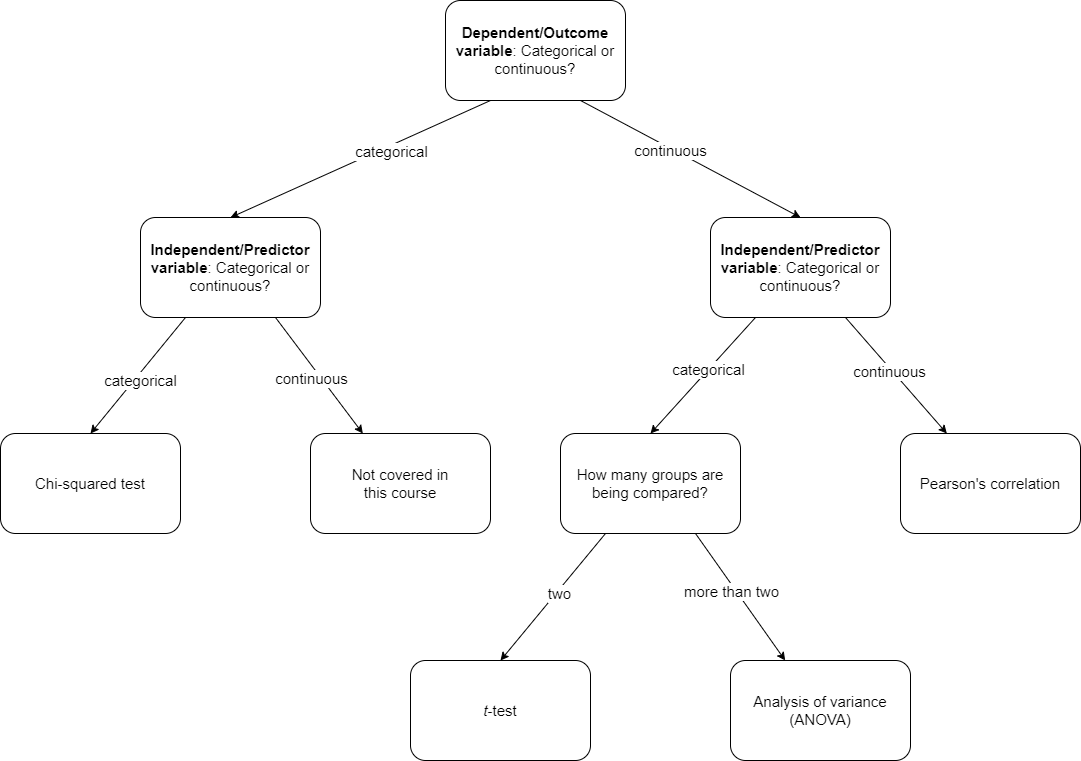 Dependent/Outcome
variable: Categorical or
continuous?
categorical
continuous
Independent/Predictor
variable: Categorical or
continuous?
Independent/Predictor
variable: Categorical or
continuous?
categorical
continuous
categorical
continuous
Chi-squared test
Not covered in
this course
How many groups are
being compared?
Pearson's correlation
two
more than two
t-test
Analysis of variance
(ANOVA)